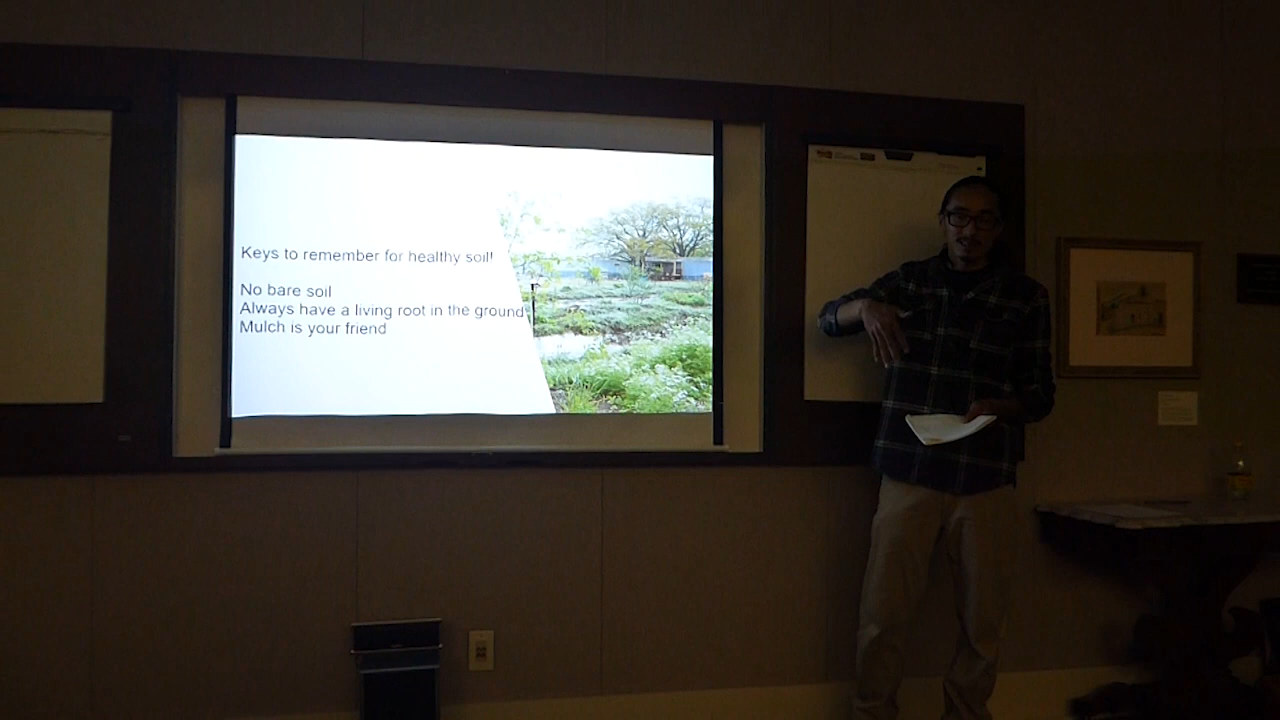 Keys to remember for healthy soil!
No bare soil
Always have a living root in the ground
Mulch is your friend